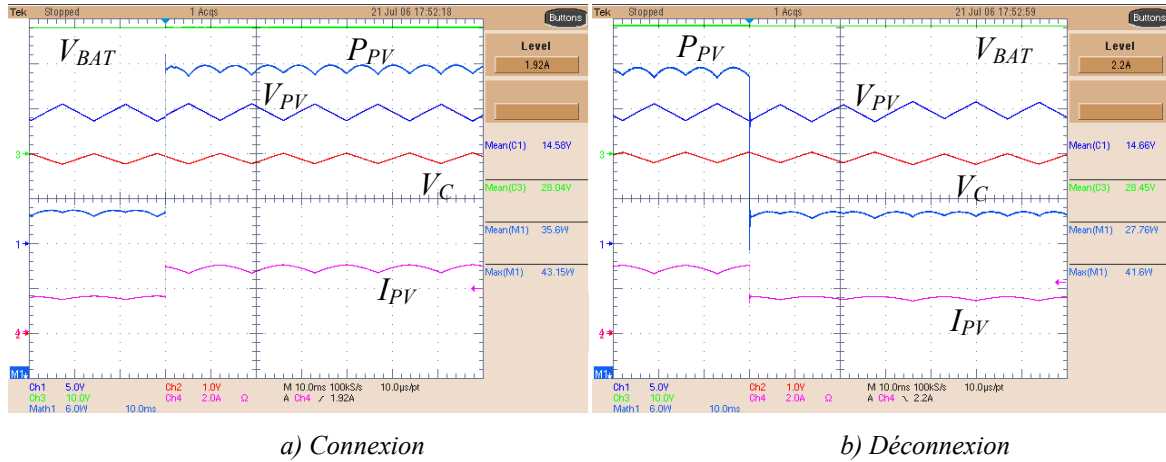 Tek Stopped 1 Acqs 21 Jul 06 17:52:18
Buttons
Level
1.92A
V_BAT
P_PV
V_PV
V_C
I_PV
3
1
M1
Mean(C1) 14.58V
Mean(C3) 28.04V
Mean(M1) 35.6W
Max(M1) 43.15W
Ch1 5.0V Ch2 1.0V M 10.0ms 100kS/s 10.0µs/pt
Ch3 10.0V Ch4 2.0A Ω A Ch4 ∕ 1.92A
Math1 6.0W 10.0ms
a) Connexion
Tek Stopped 1 Acqs 21 Jul 06 17:52:59
Buttons
Level
2.2A
P_PV
V_BAT
V_PV
V_C
I_PV
3
1
M1
Mean(C1) 14.66V
Mean(C3) 28.45V
Mean(M1) 27.76W
Max(M1) 41.6W
Ch1 5.0V Ch2 1.0V M 10.0ms 100kS/s 10.0µs/pt
Ch3 10.0V Ch4 2.0A Ω A Ch4 \ 2.2A
Math1 6.0W 10.0ms
b) Déconnexion